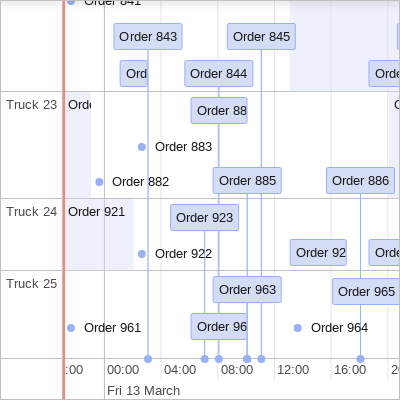 Order 841
Order 843
Order 845
Ord
Order 844
Orde
Truck 23
Orde
Order 88
Order 883
Order 882
Order 885
Order 886
Truck 24
Order 921
Order 923
Order 922
Order 92
Orde
Truck 25
Order 963
Order 965
Order 961
Order 96
Order 964
:00
00:00
04:00
08:00
12:00
16:00
20
Fri 13 March